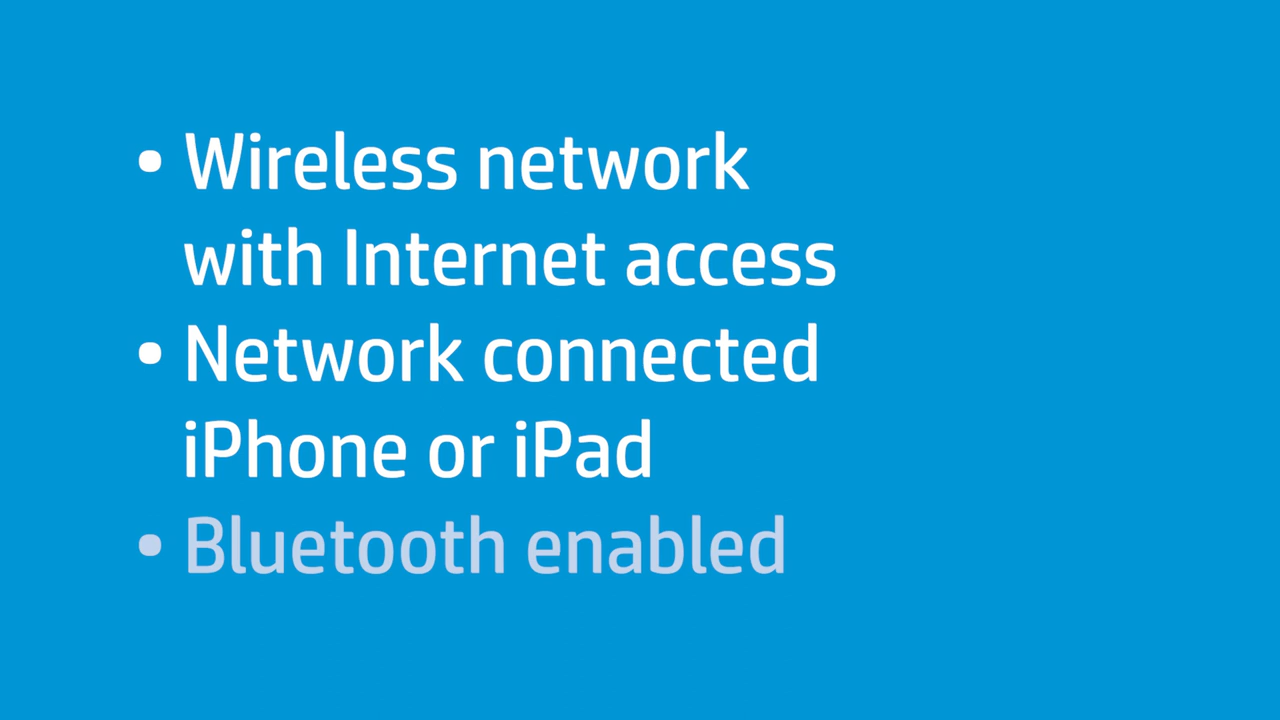 • Wireless network
with Internet access
• Network connected
iPhone or iPad
• Bluetooth enabled